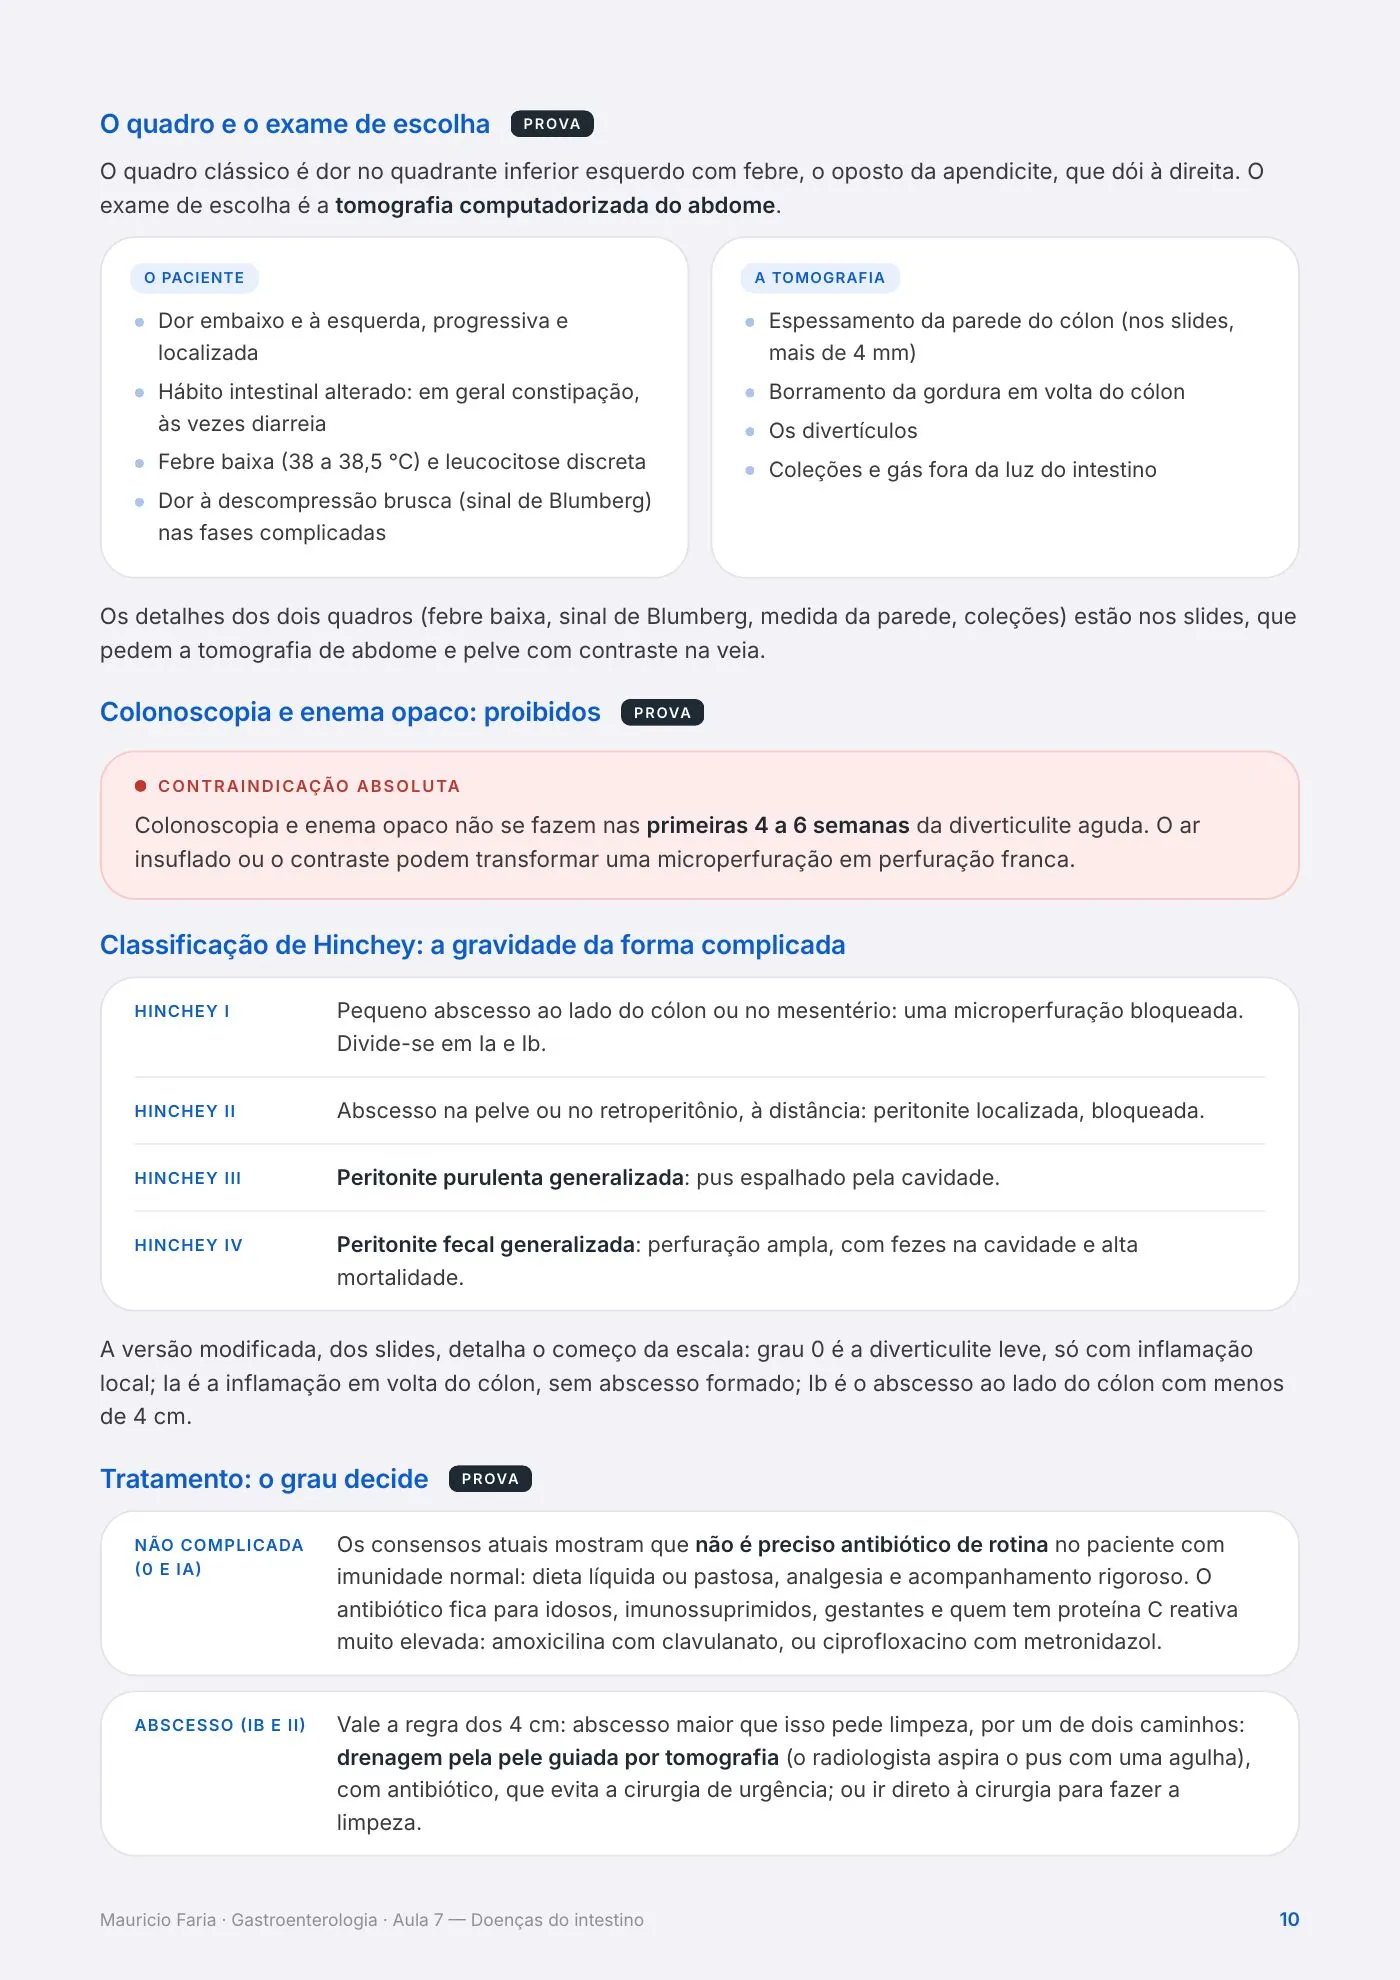 O quadro e o exame de escolha PROVA
O quadro clássico é dor no quadrante inferior esquerdo com febre, o oposto da apendicite, que dói à direita. O
exame de escolha é a tomografia computadorizada do abdome.
O PACIENTE
Dor embaixo e à esquerda, progressiva e
localizada
Hábito intestinal alterado: em geral constipação,
às vezes diarreia
Febre baixa (38 a 38,5 °C) e leucocitose discreta
Dor à descompressão brusca (sinal de Blumberg)
nas fases complicadas
A TOMOGRAFIA
Espessamento da parede do cólon (nos slides,
mais de 4 mm)
Borramento da gordura em volta do cólon
Os divertículos
Coleções e gás fora da luz do intestino
Os detalhes dos dois quadros (febre baixa, sinal de Blumberg, medida da parede, coleções) estão nos slides, que
pedem a tomografia de abdome e pelve com contraste na veia.
Colonoscopia e enema opaco: proibidos PROVA
CONTRAINDICAÇÃO ABSOLUTA
Colonoscopia e enema opaco não se fazem nas primeiras 4 a 6 semanas da diverticulite aguda. O ar
insuflado ou o contraste podem transformar uma microperfuração em perfuração franca.
Classificação de Hinchey: a gravidade da forma complicada
HINCHEY I Pequeno abscesso ao lado do cólon ou no mesentério: uma microperfuração bloqueada.
Divide-se em Ia e Ib.
HINCHEY II Abscesso na pelve ou no retroperitônio, à distância: peritonite localizada, bloqueada.
HINCHEY III Peritonite purulenta generalizada: pus espalhado pela cavidade.
HINCHEY IV Peritonite fecal generalizada: perfuração ampla, com fezes na cavidade e alta
mortalidade.
A versão modificada, dos slides, detalha o começo da escala: grau 0 é a diverticulite leve, só com inflamação
local; Ia é a inflamação em volta do cólon, sem abscesso formado; Ib é o abscesso ao lado do cólon com menos
de 4 cm.
Tratamento: o grau decide PROVA
NÃO COMPLICADA
(0 E IA)
Os consensos atuais mostram que não é preciso antibiótico de rotina no paciente com
imunidade normal: dieta líquida ou pastosa, analgesia e acompanhamento rigoroso. O
antibiótico fica para idosos, imunossuprimidos, gestantes e quem tem proteína C reativa
muito elevada: amoxicilina com clavulanato, ou ciprofloxacino com metronidazol.
ABSCESSO (IB E II) Vale a regra dos 4 cm: abscesso maior que isso pede limpeza, por um de dois caminhos:
drenagem pela pele guiada por tomografia (o radiologista aspira o pus com uma agulha),
com antibiótico, que evita a cirurgia de urgência; ou ir direto à cirurgia para fazer a
limpeza.
Mauricio Faria · Gastroenterologia · Aula 7 — Doenças do intestino 10